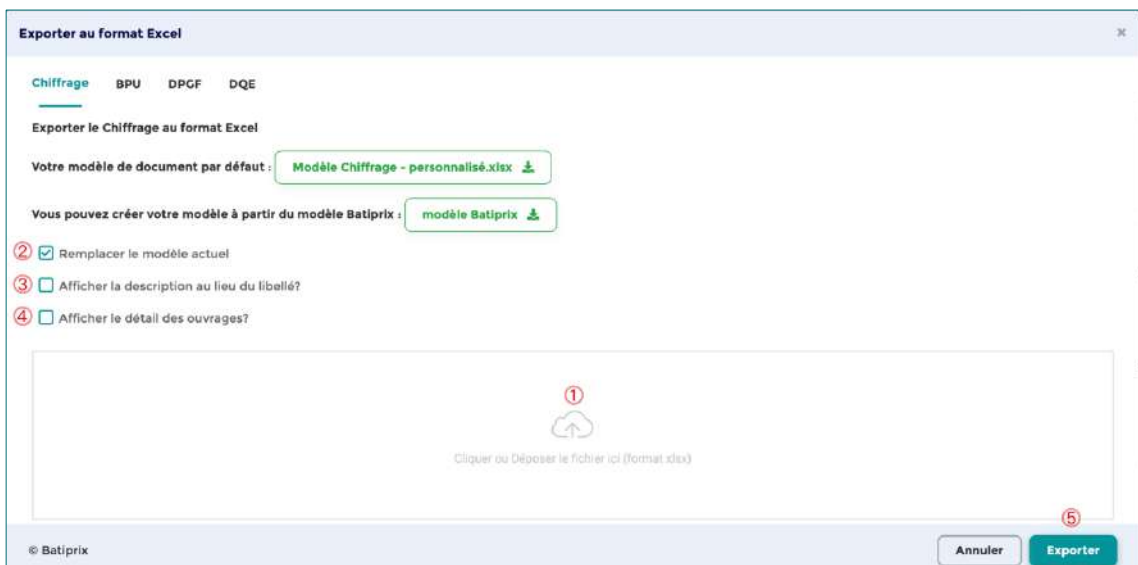 Exporter au format Excel ×
Chiffrage BPU DPGF DQE
Exporter le Chiffrage au format Excel
Votre modèle de document par défaut : Modèle Chiffrage - personnalisé.xlsx
Vous pouvez créer votre modèle à partir du modèle Batiprix : modèle Batiprix
② Remplacer le modèle actuel
③ Afficher la description au lieu du libellé?
④ Afficher le détail des ouvrages?
①
Cliquer ou Déposer le fichier ici (format xlsx)
⑤
© Batiprix Annuler Exporter